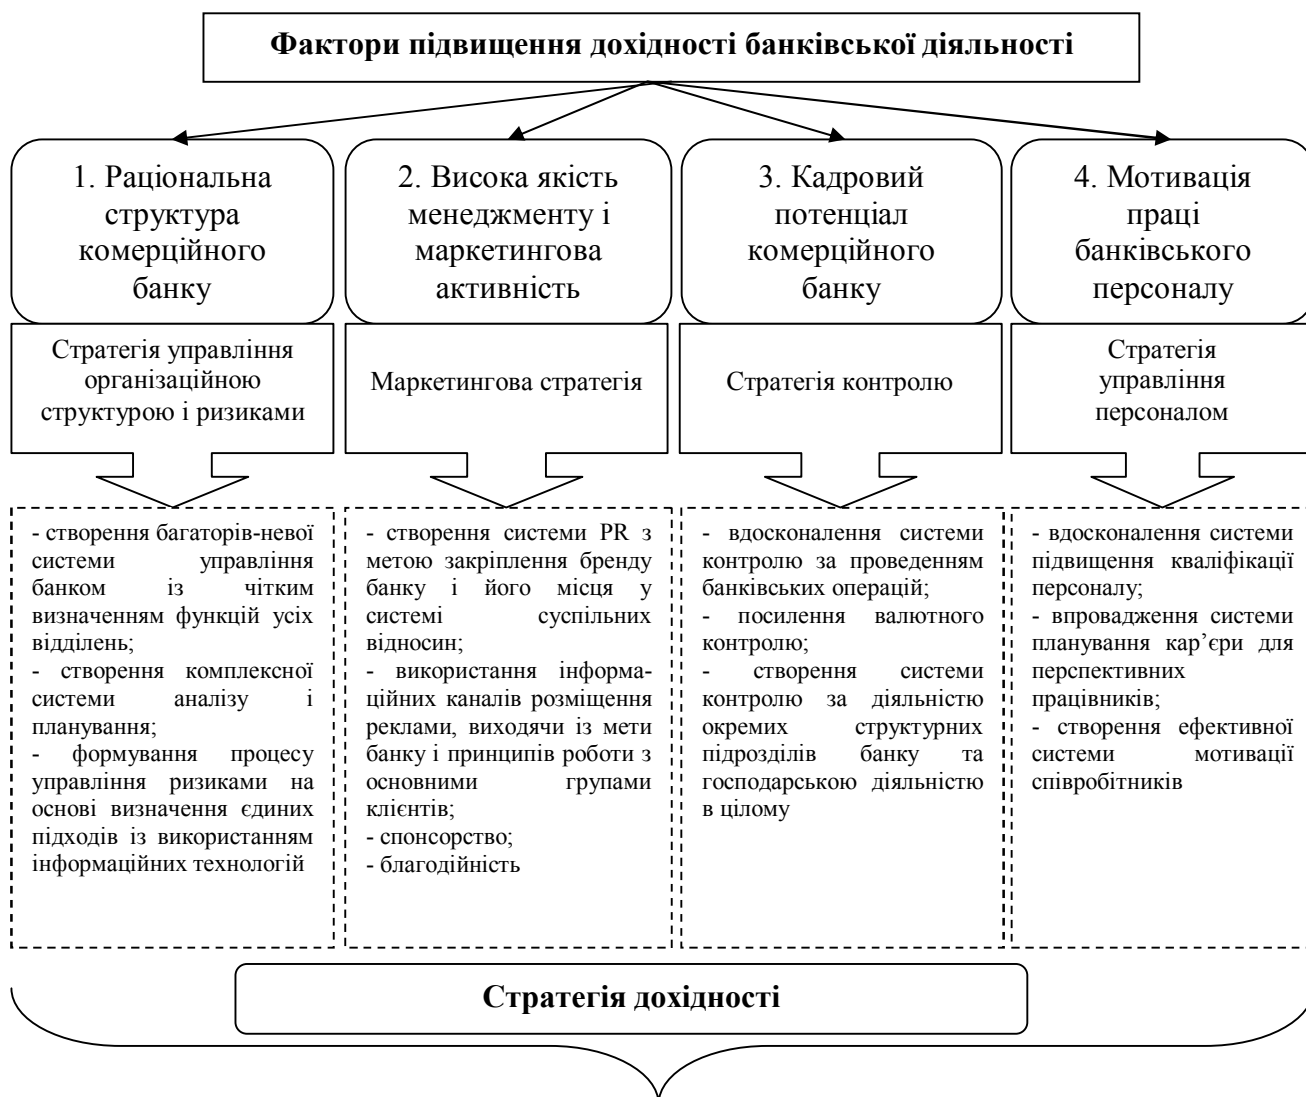 Фактори підвищення дохідності банківської діяльності
1. Раціональна
структура
комерційного
банку
2. Висока якість
менеджменту і
маркетингова
активність
3. Кадровий
потенціал
комерційного
банку
4. Мотивація
праці
банківського
персоналу
Стратегія управління
організаційною
структурою і ризиками
Маркетингова стратегія
Стратегія контролю
Стратегія
управління
персоналом
- створення багаторів-невої
системи управління
банком із чітким
визначенням функцій усіх
відділень;
- створення комплексної
системи аналізу і
планування;
- формування процесу
управління ризиками на
основі визначення єдиних
підходів із використанням
інформаційних технологій
- створення системи PR з
метою закріплення бренду
банку і його місця у
системі суспільних
відносин;
- використання інформа-
ційних каналів розміщення
реклами, виходячи із мети
банку і принципів роботи з
основними групами
клієнтів;
- спонсорство;
- благодійність
- вдосконалення системи
контролю за проведенням
банківських операцій;
- посилення валютного
контролю;
- створення системи
контролю за діяльністю
окремих структурних
підрозділів банку та
господарською діяльністю
в цілому
- вдосконалення системи
підвищення кваліфікації
персоналу;
- впровадження системи
планування кар’єри для
перспективних
працівників;
- створення ефективної
системи мотивації
співробітників
Стратегія дохідності